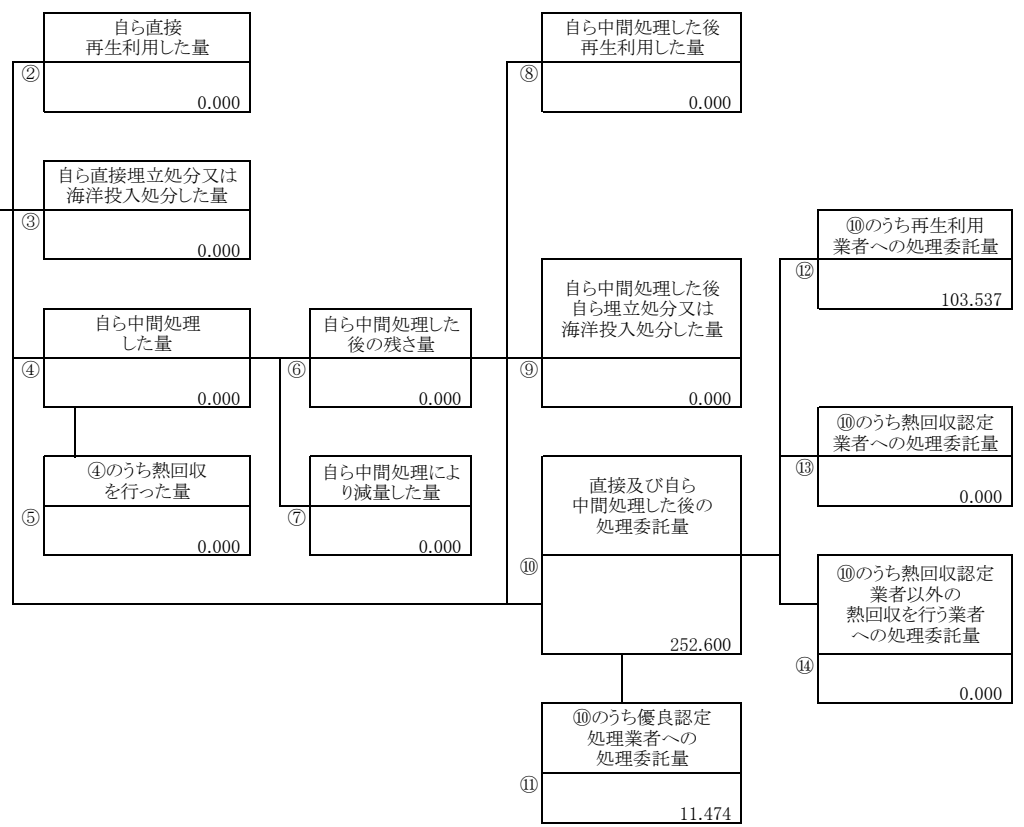 自ら直接
再生利用した量
②
0.000
自ら中間処理した後
再生利用した量
⑧
0.000
自ら直接埋立処分又は
海洋投入処分した量
③
0.000
⑩のうち再生利用
業者への処理委託量
⑫
103.537
自ら中間処理した後
自ら埋立処分又は
海洋投入処分した量
⑨
0.000
自ら中間処理
した量
④
0.000
自ら中間処理した
後の残さ量
⑥
0.000
⑩のうち熱回収認定
業者への処理委託量
⑬
0.000
④のうち熱回収
を行った量
⑤
0.000
自ら中間処理によ
り減量した量
⑦
0.000
直接及び自ら
中間処理した後の
処理委託量
⑩
252.600
⑩のうち熱回収認定
業者以外の
熱回収を行う業者
への処理委託量
⑭
0.000
⑩のうち優良認定
処理業者への
処理委託量
⑪
11.474